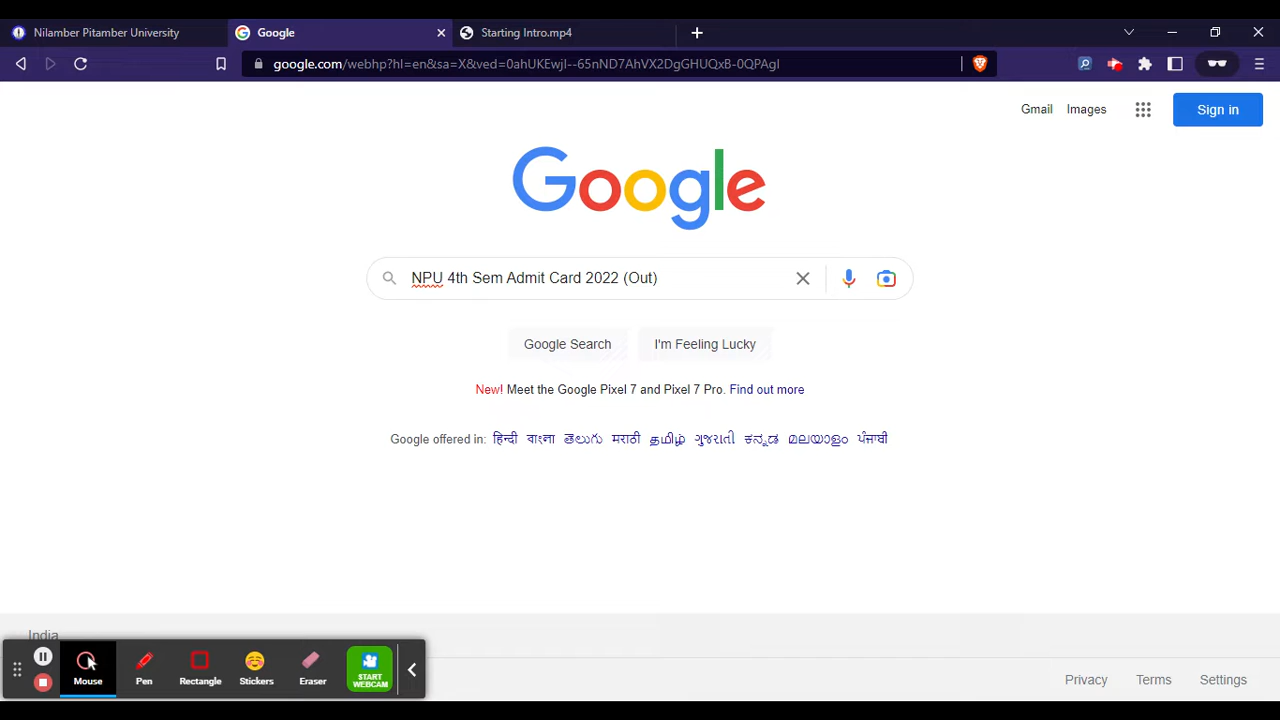 Nilamber Pitamber University
Google
Starting Intro.mp4
google.com/webhp?hl=en&sa=X&ved=0ahUKEwjl--65nND7AhVX2DgGHUQxB-0QPAgI
Gmail
Images
Sign in
Google
NPU 4th Sem Admit Card 2022 (Out)
Google Search
I'm Feeling Lucky
New! Meet the Google Pixel 7 and Pixel 7 Pro. Find out more
Google offered in: हिन्दी বাংলা తెలుగు मराठी தமிழ் ગુજરાતી ಕನ್ನಡ മലയാളം ਪੰਜਾਬੀ
India
Mouse
Pen
Rectangle
Stickers
Eraser
START
WEBCAM
Privacy
Terms
Settings